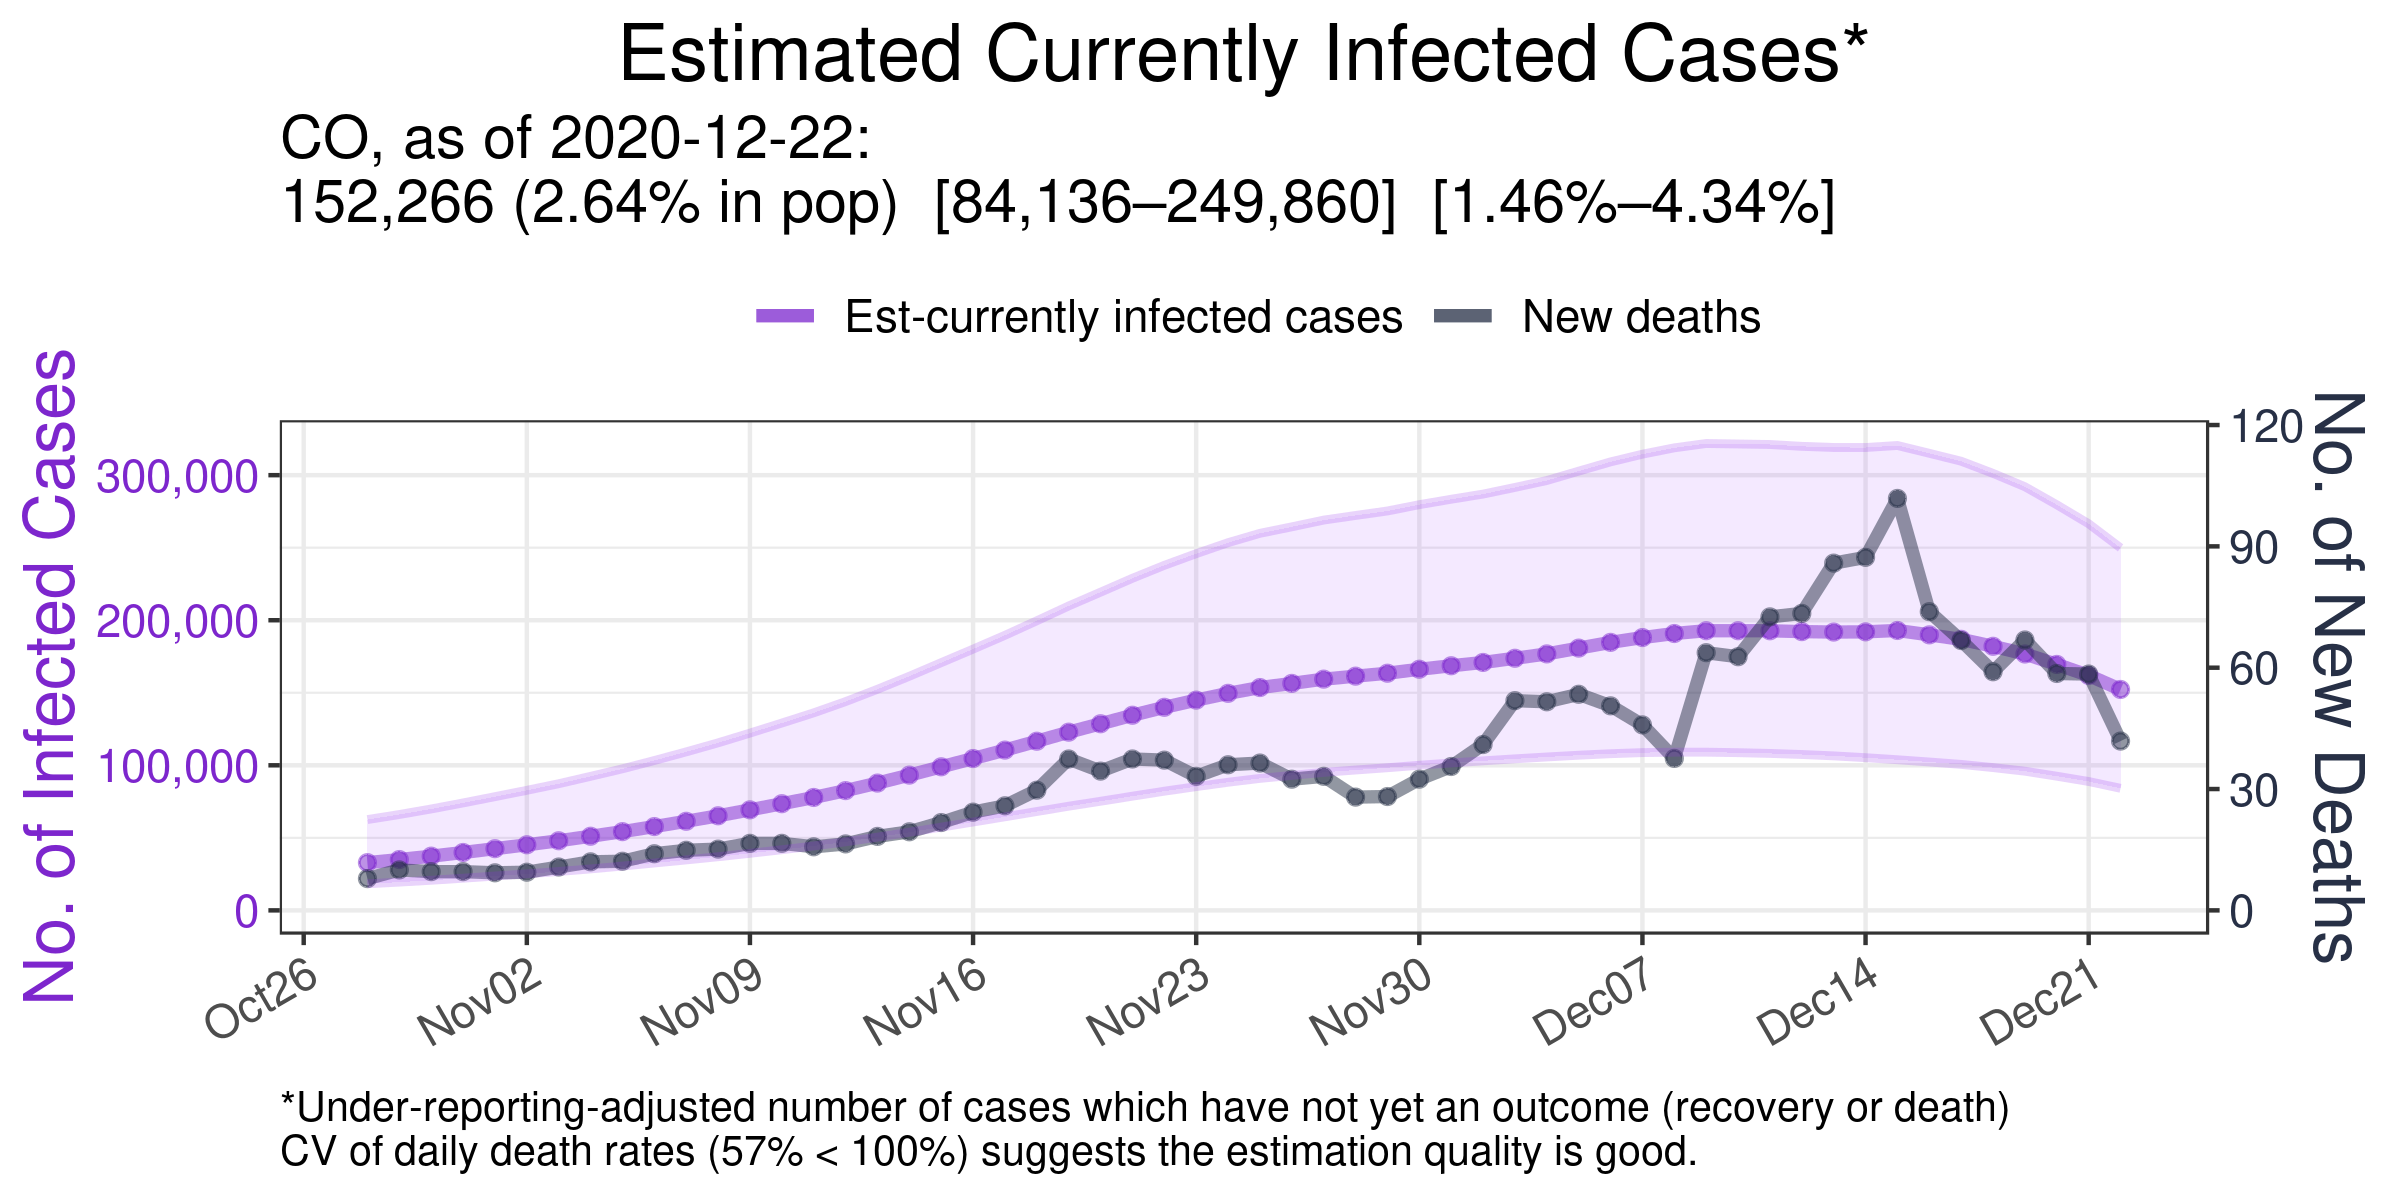 Estimated Currently Infected Cases*
CO, as of 2020-12-22:
152,266 (2.64% in pop)  [84,136–249,860]  [1.46%–4.34%]
Est-currently infected cases
New deaths
No. of Infected Cases
300,000
200,000
100,000
0
120
90
60
30
0
No. of New Deaths
Oct26
Nov02
Nov09
Nov16
Nov23
Nov30
Dec07
Dec14
Dec21
*Under-reporting-adjusted number of cases which have not yet an outcome (recovery or death)
CV of daily death rates (57% < 100%) suggests the estimation quality is good.